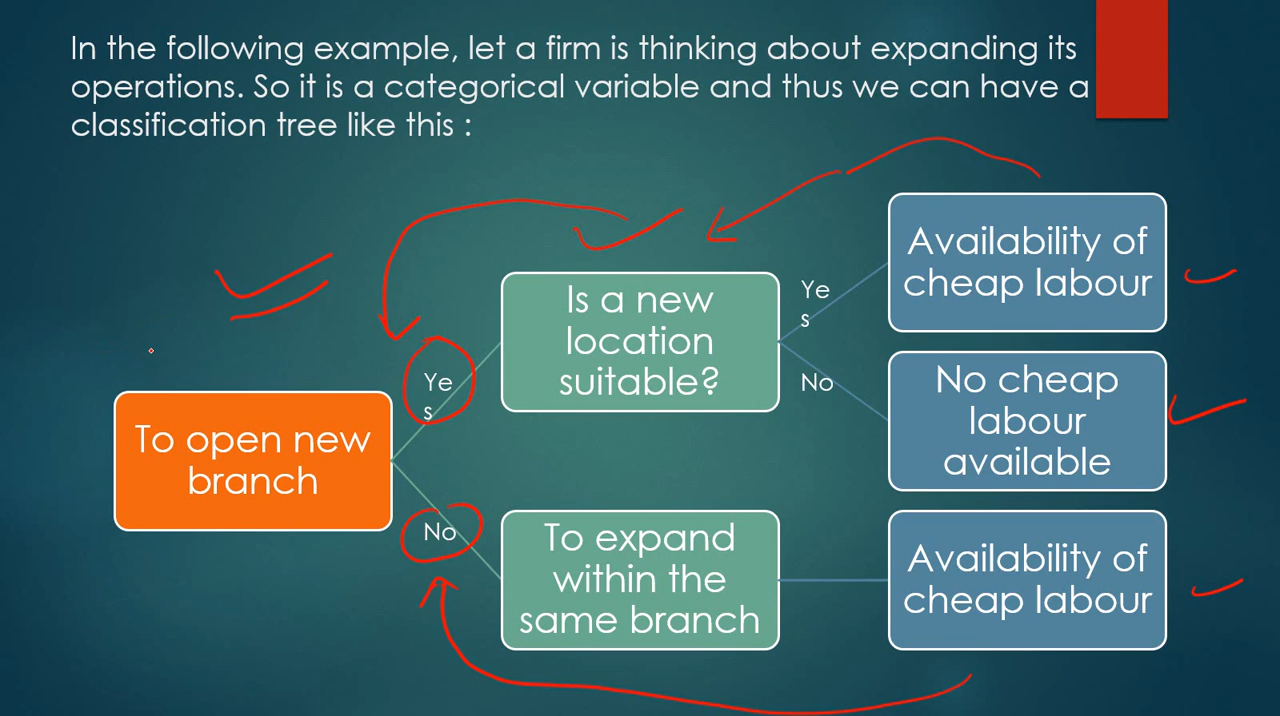 In the following example, let a firm is thinking about expanding its
operations. So it is a categorical variable and thus we can have a
classification tree like this :
To open new
branch
Ye
s
No
Is a new
location
suitable?
To expand
within the
same branch
Ye
s
No
Availability of
cheap labour
No cheap
labour
available
Availability of
cheap labour